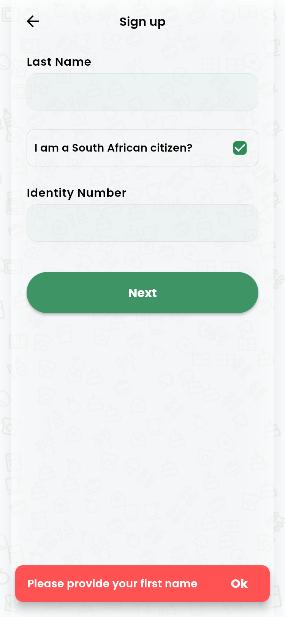 Sign up
Last Name
I am a South African citizen?
Identity Number
Next
Please provide your first name Ok